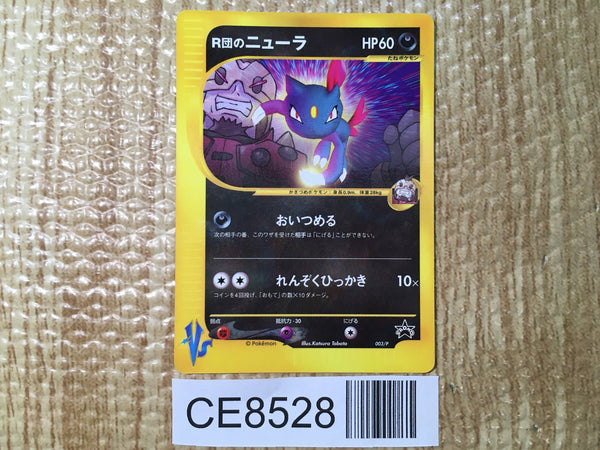 R団のニューラ HP60
たねポケモン
かぎつめポケモン:身長0.9m、体重28kg
おいつめる
次の相手の番、このワザを受けた相手は「にげる」ことができない。
れんぞくひっかき 10×
コインを4回投げ、「おもて」の数×10ダメージ。
弱点 抵抗力-30 にげる
VS
©Pokémon Illus.Katsura Tabata 003/P
CE8528